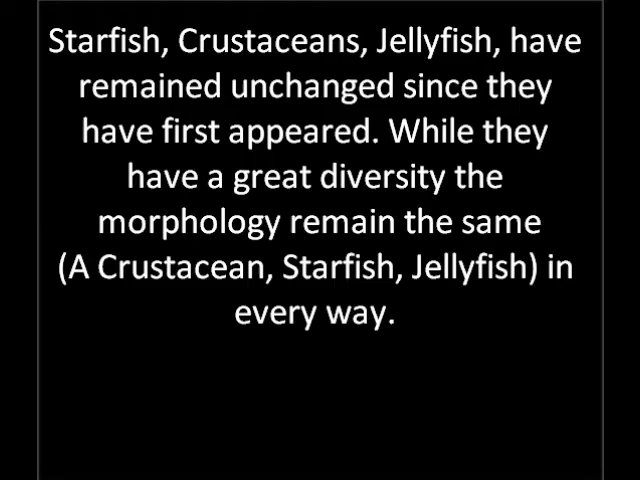 Starfish, Crustaceans, Jellyfish, have
remained unchanged since they
have first appeared. While they
have a great diversity the
morphology remain the same
(A Crustacean, Starfish, Jellyfish) in
every way.